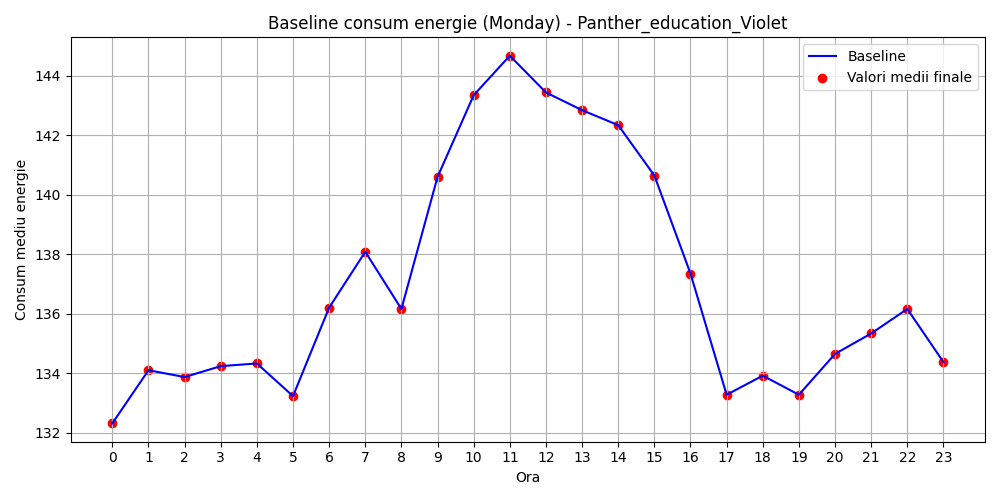 Baseline consum energie (Monday) - Panther_education_Violet
Baseline
Valori medii finale
Consum mediu energie
144
142
140
138
136
134
132
0 1 2 3 4 5 6 7 8 9 10 11 12 13 14 15 16 17 18 19 20 21 22 23
Ora